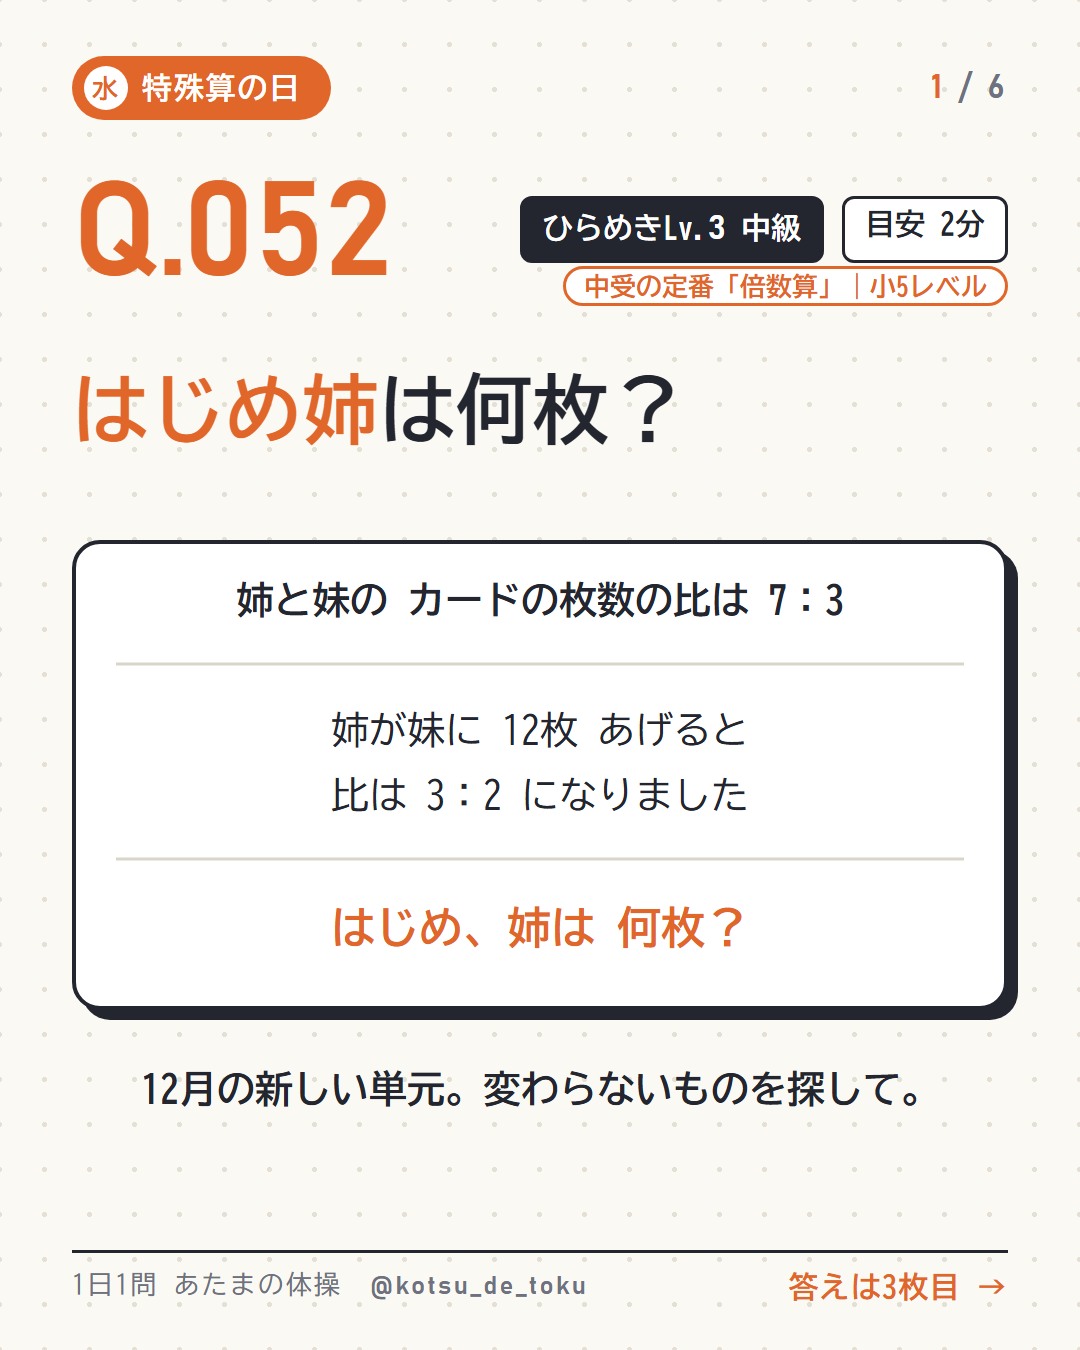 水 特殊算の日
1 / 6
Q.052
ひらめきLv.3 中級
目安 2分
中受の定番「倍数算」｜小5レベル
はじめ姉は何枚？
姉と妹の カードの枚数の比は 7：3
姉が妹に 12枚 あげると
比は 3：2 になりました
はじめ、姉は 何枚？
12月の新しい単元。変わらないものを探して。
1日1問 あたまの体操 @kotsu_de_toku
答えは3枚目 →